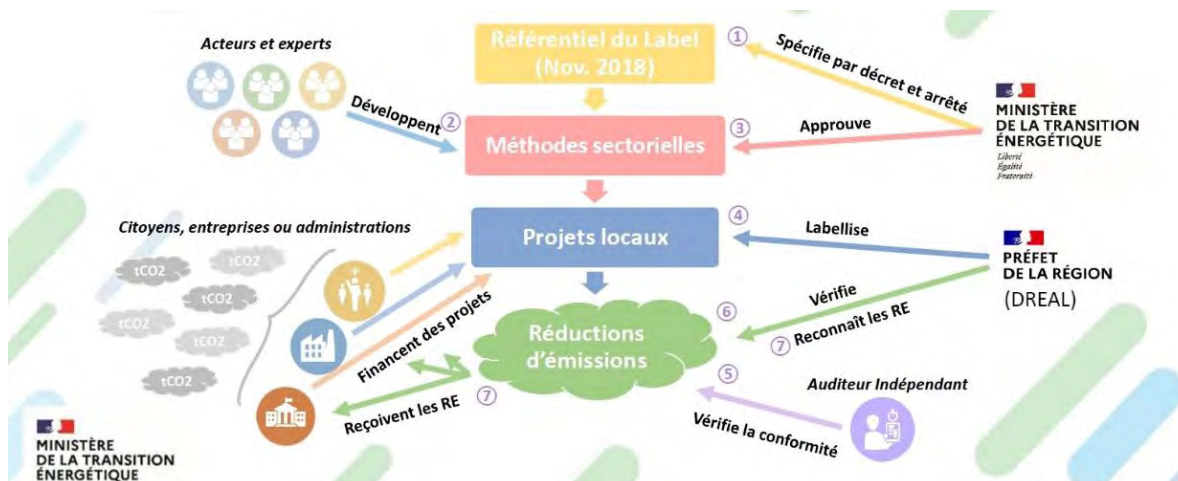 Acteurs et experts
Référentiel du Label
(Nov. 2018)
①
Spécifie par décret et arrêté
MINISTÈRE
DE LA TRANSITION
ÉNERGÉTIQUE
Liberté
Égalité
Fraternité
Développent
②
Méthodes sectorielles
③
Approuve
Citoyens, entreprises ou administrations
tCO2
tCO2
tCO2
tCO2
tCO2
tCO2
tCO2
Projets locaux
④
Labellise
PRÉFET
DE LA RÉGION
(DREAL)
Financent des projets
Réductions
d'émissions
⑥
Vérifie
⑦ Reconnaît les RE
Reçoivent les RE
⑦
⑤
Auditeur Indépendant
Vérifie la conformité
MINISTÈRE
DE LA TRANSITION
ÉNERGÉTIQUE